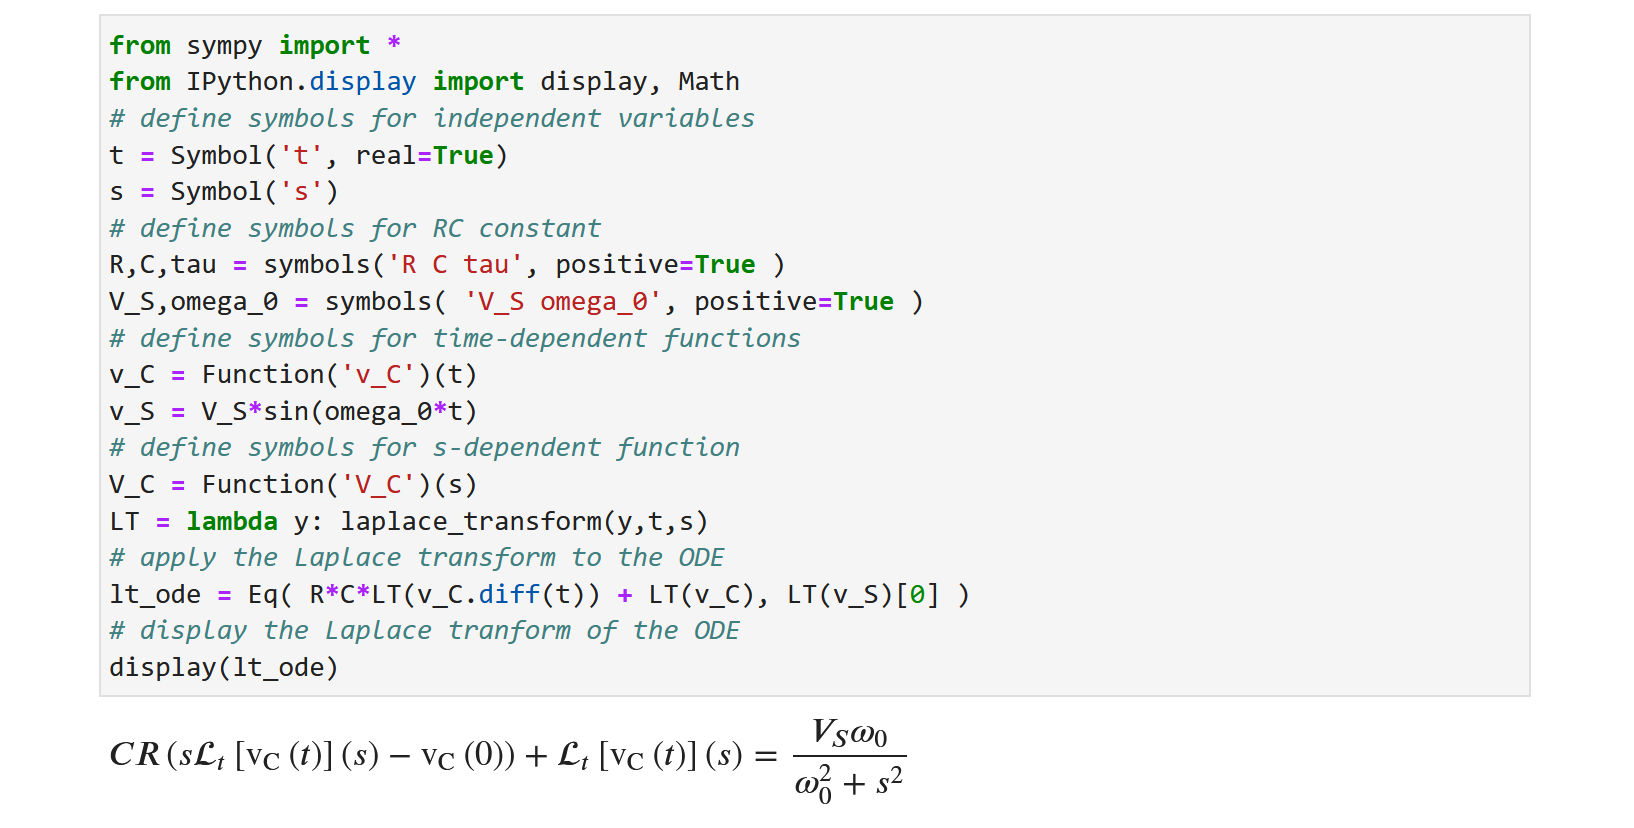 from sympy import *
from IPython.display import display, Math
# define symbols for independent variables
t = Symbol('t', real=True)
s = Symbol('s')
# define symbols for RC constant
R,C,tau = symbols('R C tau', positive=True )
V_S,omega_0 = symbols( 'V_S omega_0', positive=True )
# define symbols for time-dependent functions
v_C = Function('v_C')(t)
v_S = V_S*sin(omega_0*t)
# define symbols for s-dependent function
V_C = Function('V_C')(s)
LT = lambda y: laplace_transform(y,t,s)
# apply the Laplace transform to the ODE
lt_ode = Eq( R*C*LT(v_C.diff(t)) + LT(v_C), LT(v_S)[0] )
# display the Laplace tranform of the ODE
display(lt_ode)
$CR\left(s\mathcal{L}_t\left[\mathrm{v_C}(t)\right](s) - \mathrm{v_C}(0)\right) + \mathcal{L}_t\left[\mathrm{v_C}(t)\right](s) = \frac{V_S\omega_0}{\omega_0^2 + s^2}$